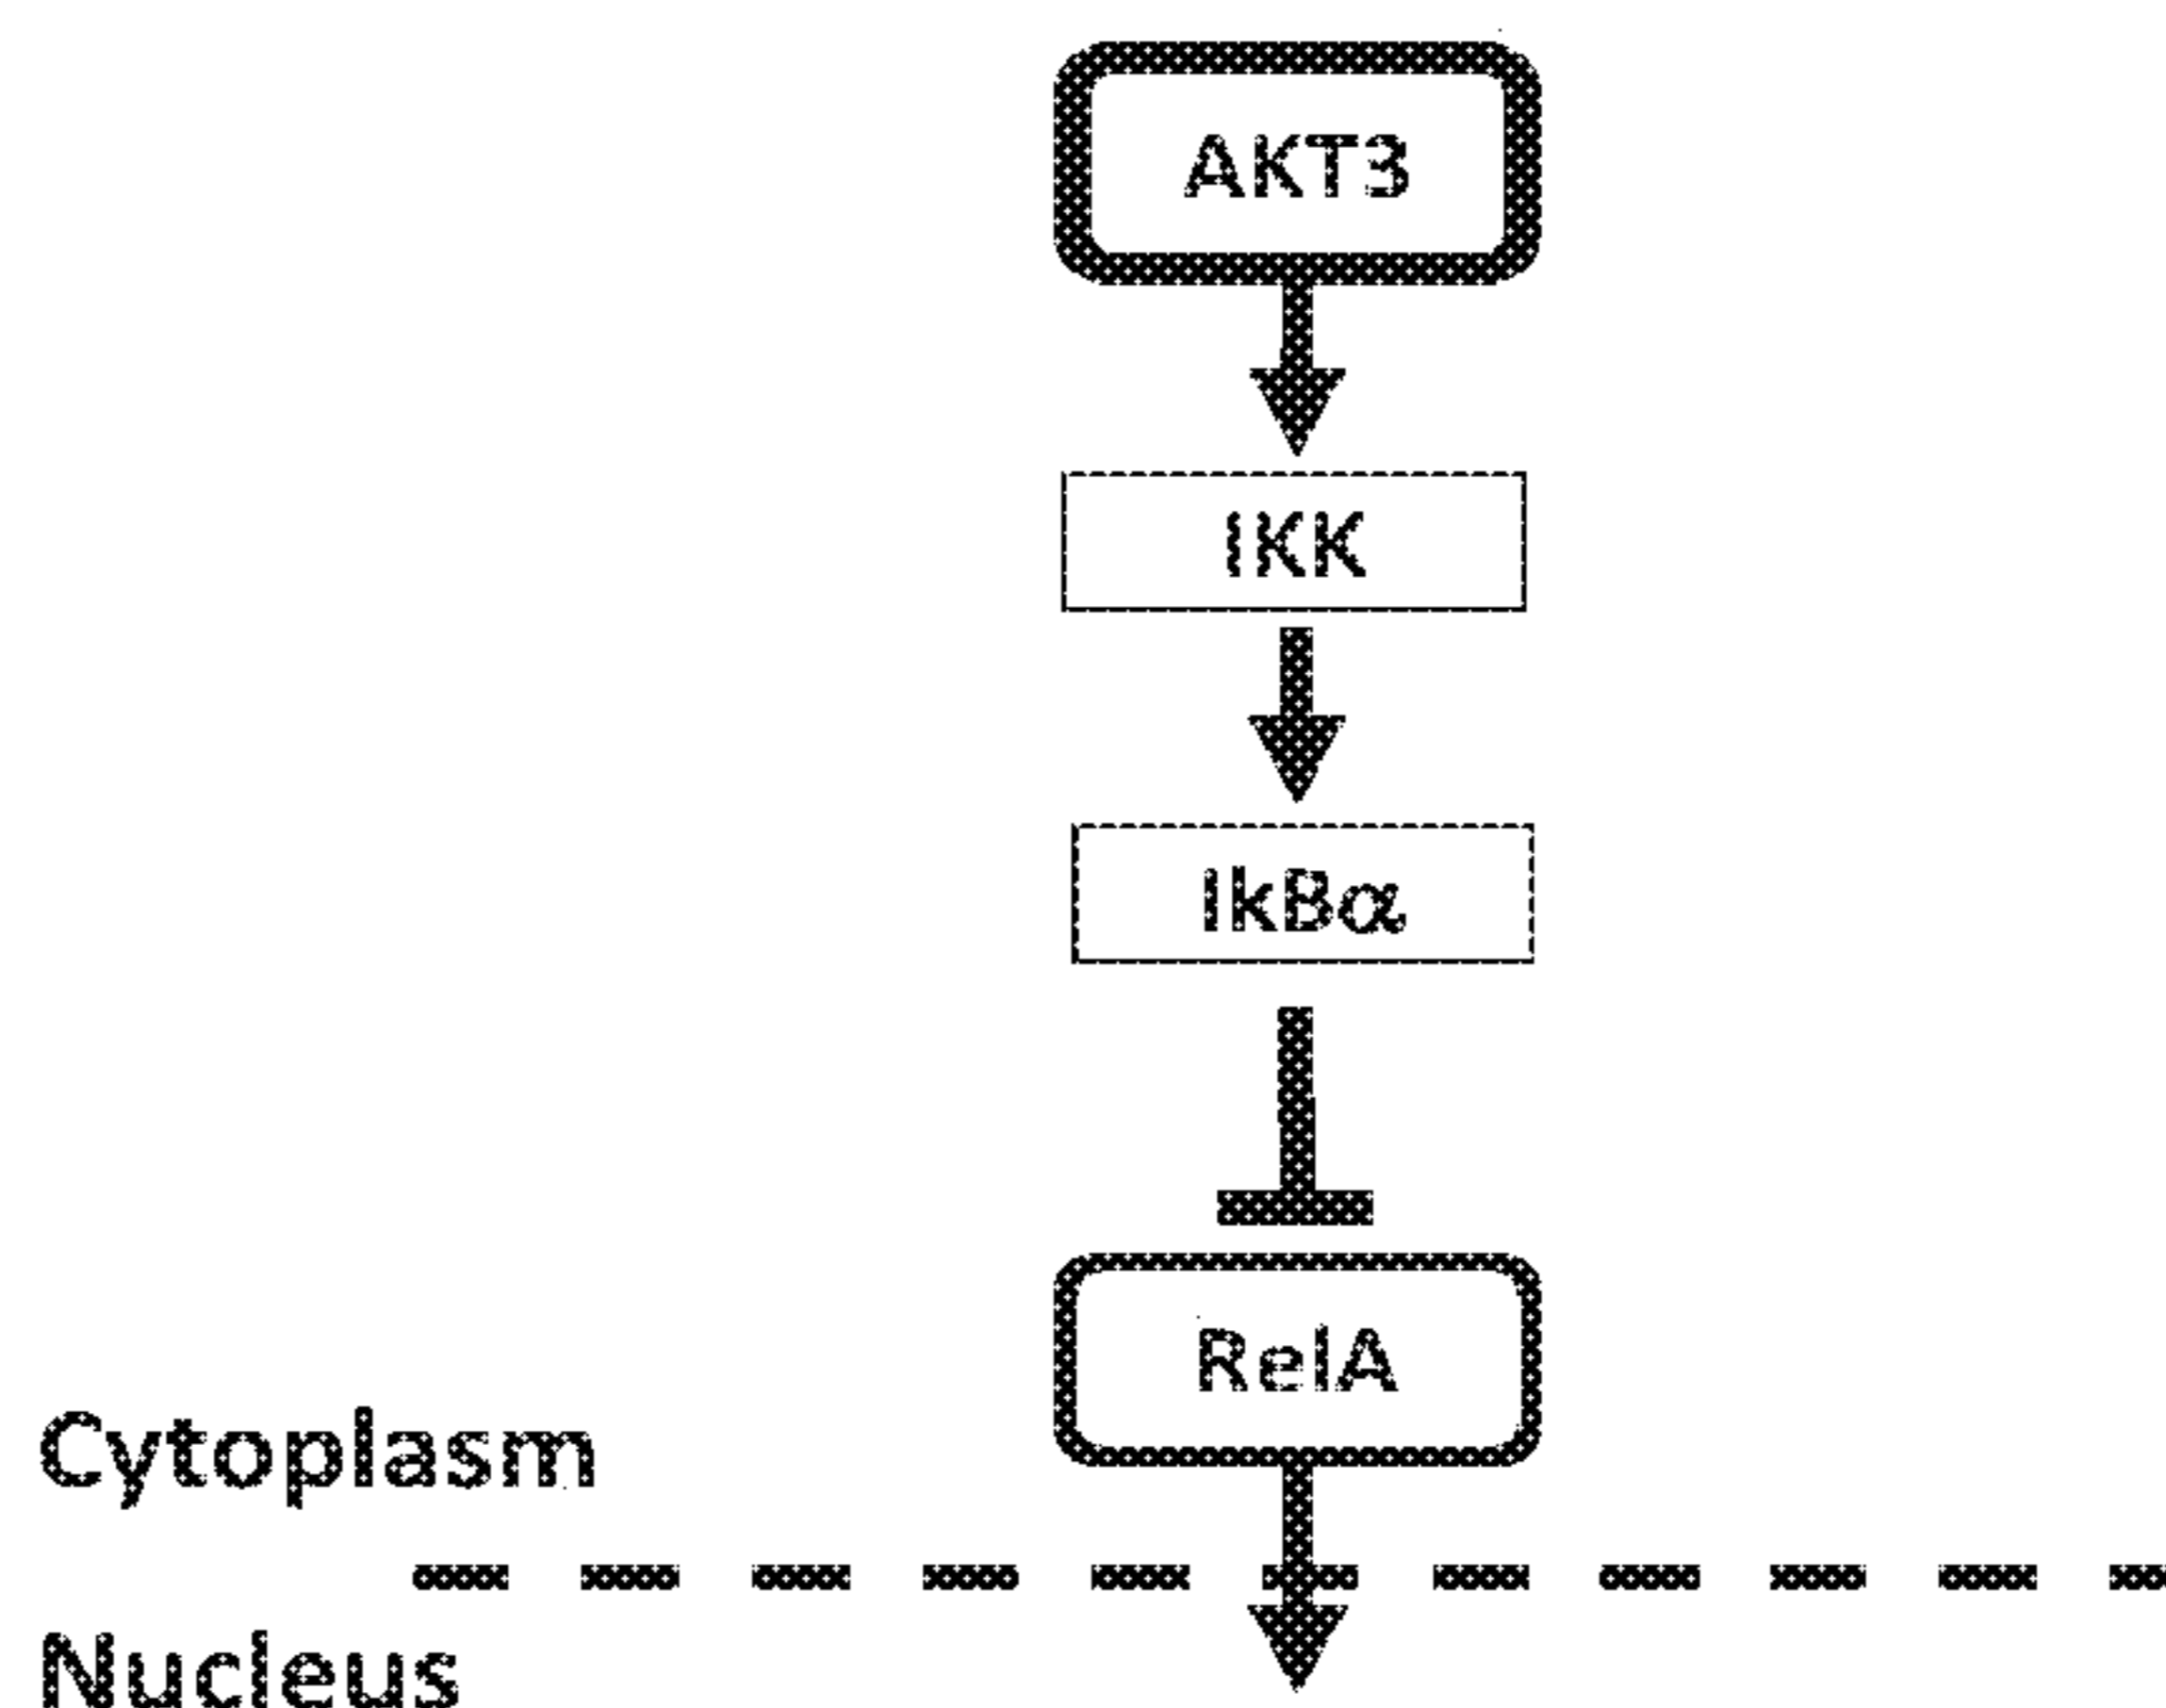 AKT3
IKK
IkBα
RelA
Cytoplasm
Nucleus